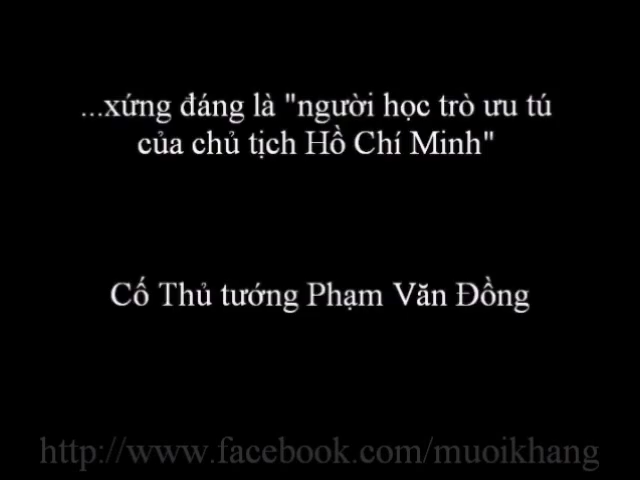 ...xứng đáng là "người học trò ưu tú
của chủ tịch Hồ Chí Minh"
Cố Thủ tướng Phạm Văn Đồng
http://www.facebook.com/muoikhang